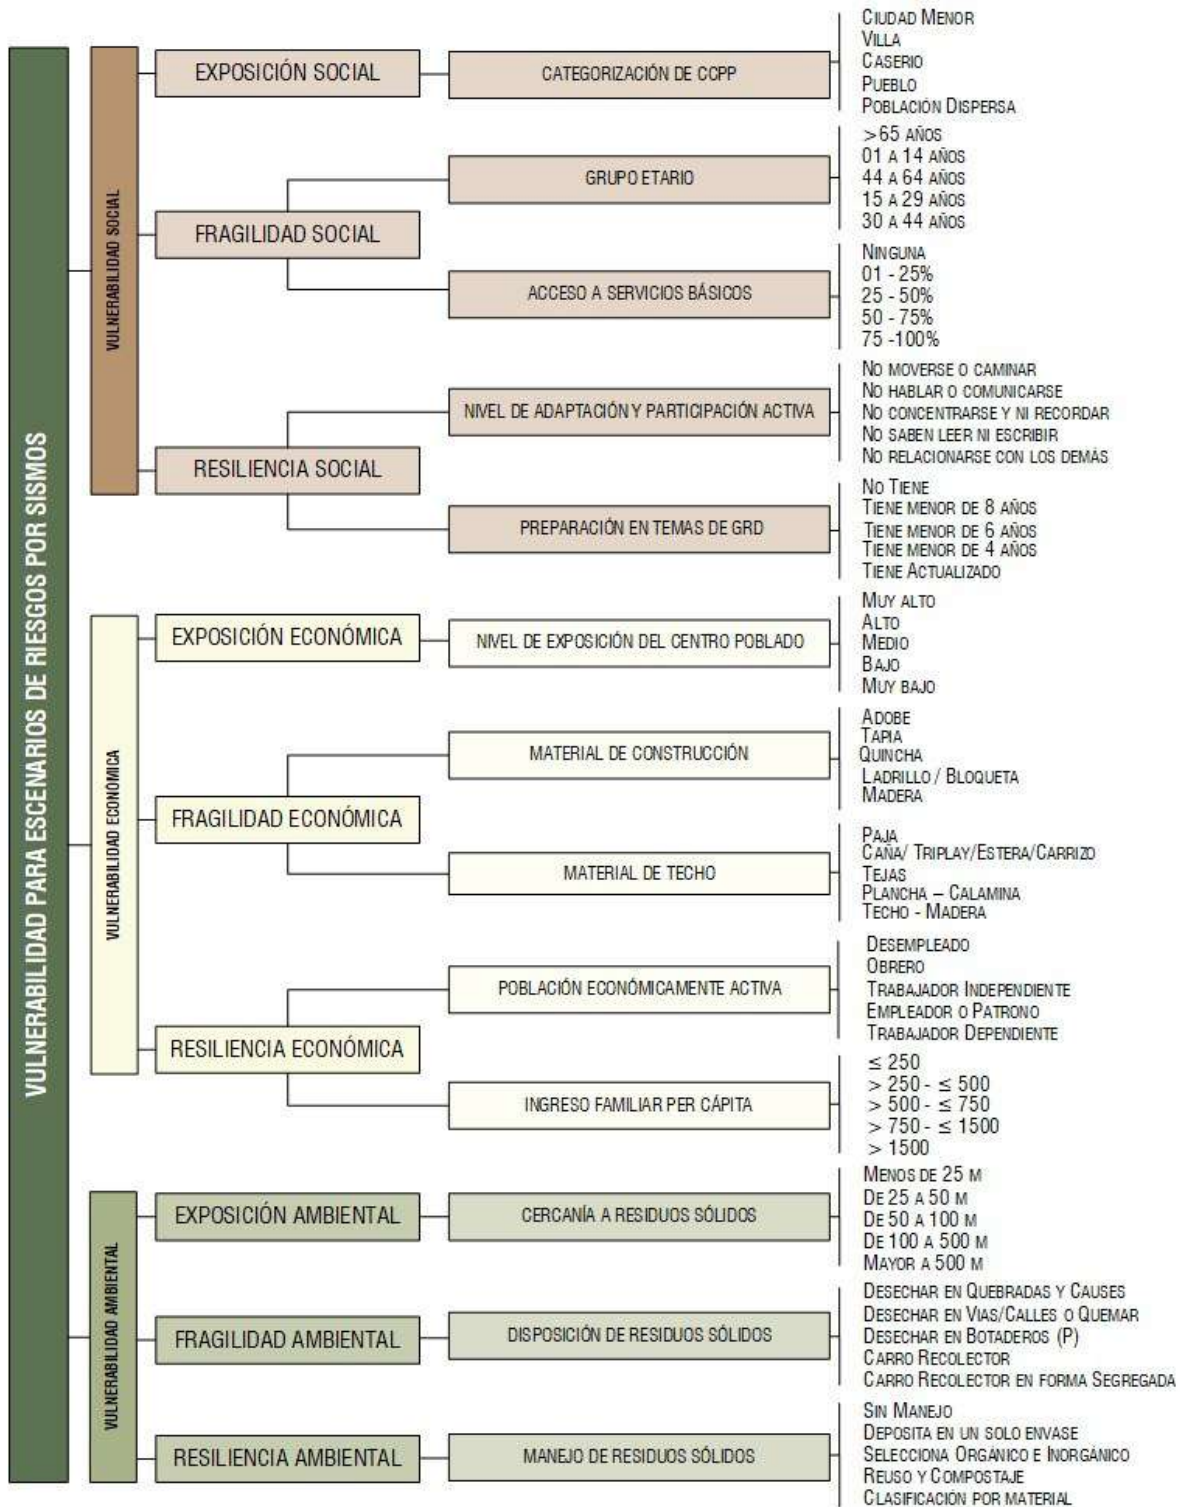 VULNERABILIDAD PARA ESCENARIOS DE RIESGOS POR SISMOS
VULNERABILIDAD SOCIAL
EXPOSICIÓN SOCIAL
CATEGORIZACIÓN DE CCPP
CIUDAD MENOR
VILLA
CASERIO
PUEBLO
POBLACIÓN DISPERSA
FRAGILIDAD SOCIAL
GRUPO ETARIO
>65 AÑOS
01 A 14 AÑOS
44 A 64 AÑOS
15 A 29 AÑOS
30 A 44 AÑOS
ACCESO A SERVICIOS BÁSICOS
NINGUNA
01 - 25%
25 - 50%
50 - 75%
75 -100%
RESILIENCIA SOCIAL
NIVEL DE ADAPTACIÓN Y PARTICIPACIÓN ACTIVA
NO MOVERSE O CAMINAR
NO HABLAR O COMUNICARSE
NO CONCENTRARSE Y NI RECORDAR
NO SABEN LEER NI ESCRIBIR
NO RELACIONARSE CON LOS DEMÁS
PREPARACIÓN EN TEMAS DE GRD
NO TIENE
TIENE MENOR DE 8 AÑOS
TIENE MENOR DE 6 AÑOS
TIENE MENOR DE 4 AÑOS
TIENE ACTUALIZADO
VULNERABILIDAD ECONÓMICA
EXPOSICIÓN ECONÓMICA
NIVEL DE EXPOSICIÓN DEL CENTRO POBLADO
MUY ALTO
ALTO
MEDIO
BAJO
MUY BAJO
FRAGILIDAD ECONÓMICA
MATERIAL DE CONSTRUCCIÓN
ADOBE
TAPIA
QUINCHA
LADRILLO / BLOQUETA
MADERA
MATERIAL DE TECHO
PAJA
CAÑA/ TRIPLAY/ESTERA/CARRIZO
TEJAS
PLANCHA – CALAMINA
TECHO - MADERA
RESILIENCIA ECONÓMICA
POBLACIÓN ECONÓMICAMENTE ACTIVA
DESEMPLEADO
OBRERO
TRABAJADOR INDEPENDIENTE
EMPLEADOR O PATRONO
TRABAJADOR DEPENDIENTE
INGRESO FAMILIAR PER CÁPITA
≤ 250
> 250 - ≤ 500
> 500 - ≤ 750
> 750 - ≤ 1500
> 1500
VULNERABILIDAD AMBIENTAL
EXPOSICIÓN AMBIENTAL
CERCANÍA A RESIDUOS SÓLIDOS
MENOS DE 25 M
DE 25 A 50 M
DE 50 A 100 M
DE 100 A 500 M
MAYOR A 500 M
FRAGILIDAD AMBIENTAL
DISPOSICIÓN DE RESIDUOS SÓLIDOS
DESECHAR EN QUEBRADAS Y CAUSES
DESECHAR EN VIAS/CALLES O QUEMAR
DESECHAR EN BOTADEROS (P)
CARRO RECOLECTOR
CARRO RECOLECTOR EN FORMA SEGREGADA
RESILIENCIA AMBIENTAL
MANEJO DE RESIDUOS SÓLIDOS
SIN MANEJO
DEPOSITA EN UN SOLO ENVASE
SELECCIONA ORGÁNICO E INORGÁNICO
REUSO Y COMPOSTAJE
CLASIFICACIÓN POR MATERIAL